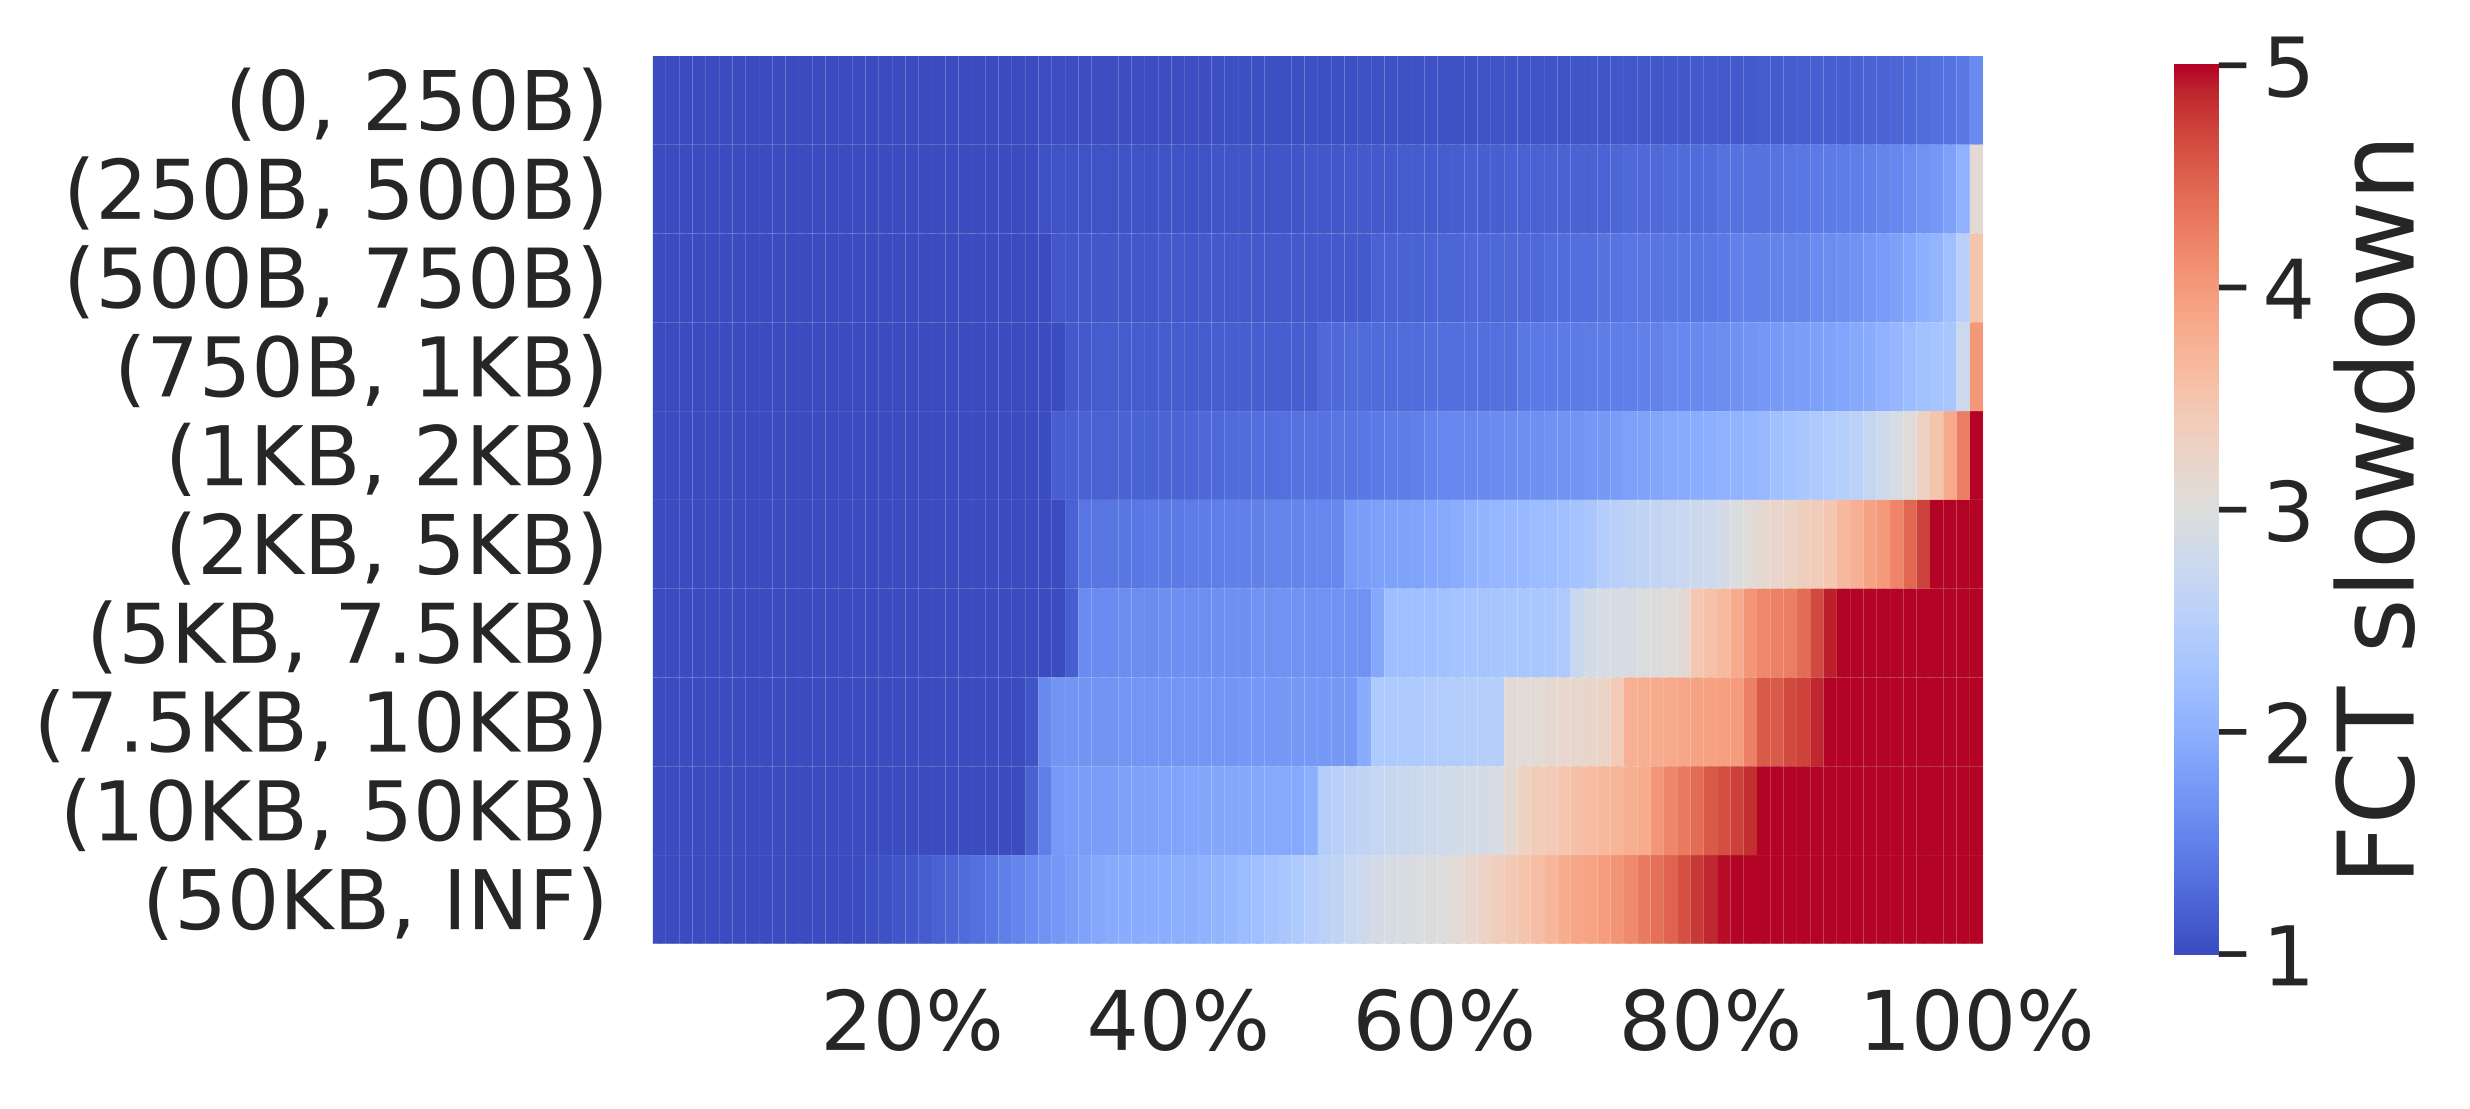 (0, 250B)
(250B, 500B)
(500B, 750B)
(750B, 1KB)
(1KB, 2KB)
(2KB, 5KB)
(5KB, 7.5KB)
(7.5KB, 10KB)
(10KB, 50KB)
(50KB, INF)
20% 40% 60% 80% 100%
5
4
3
2
1
FCT slowdown